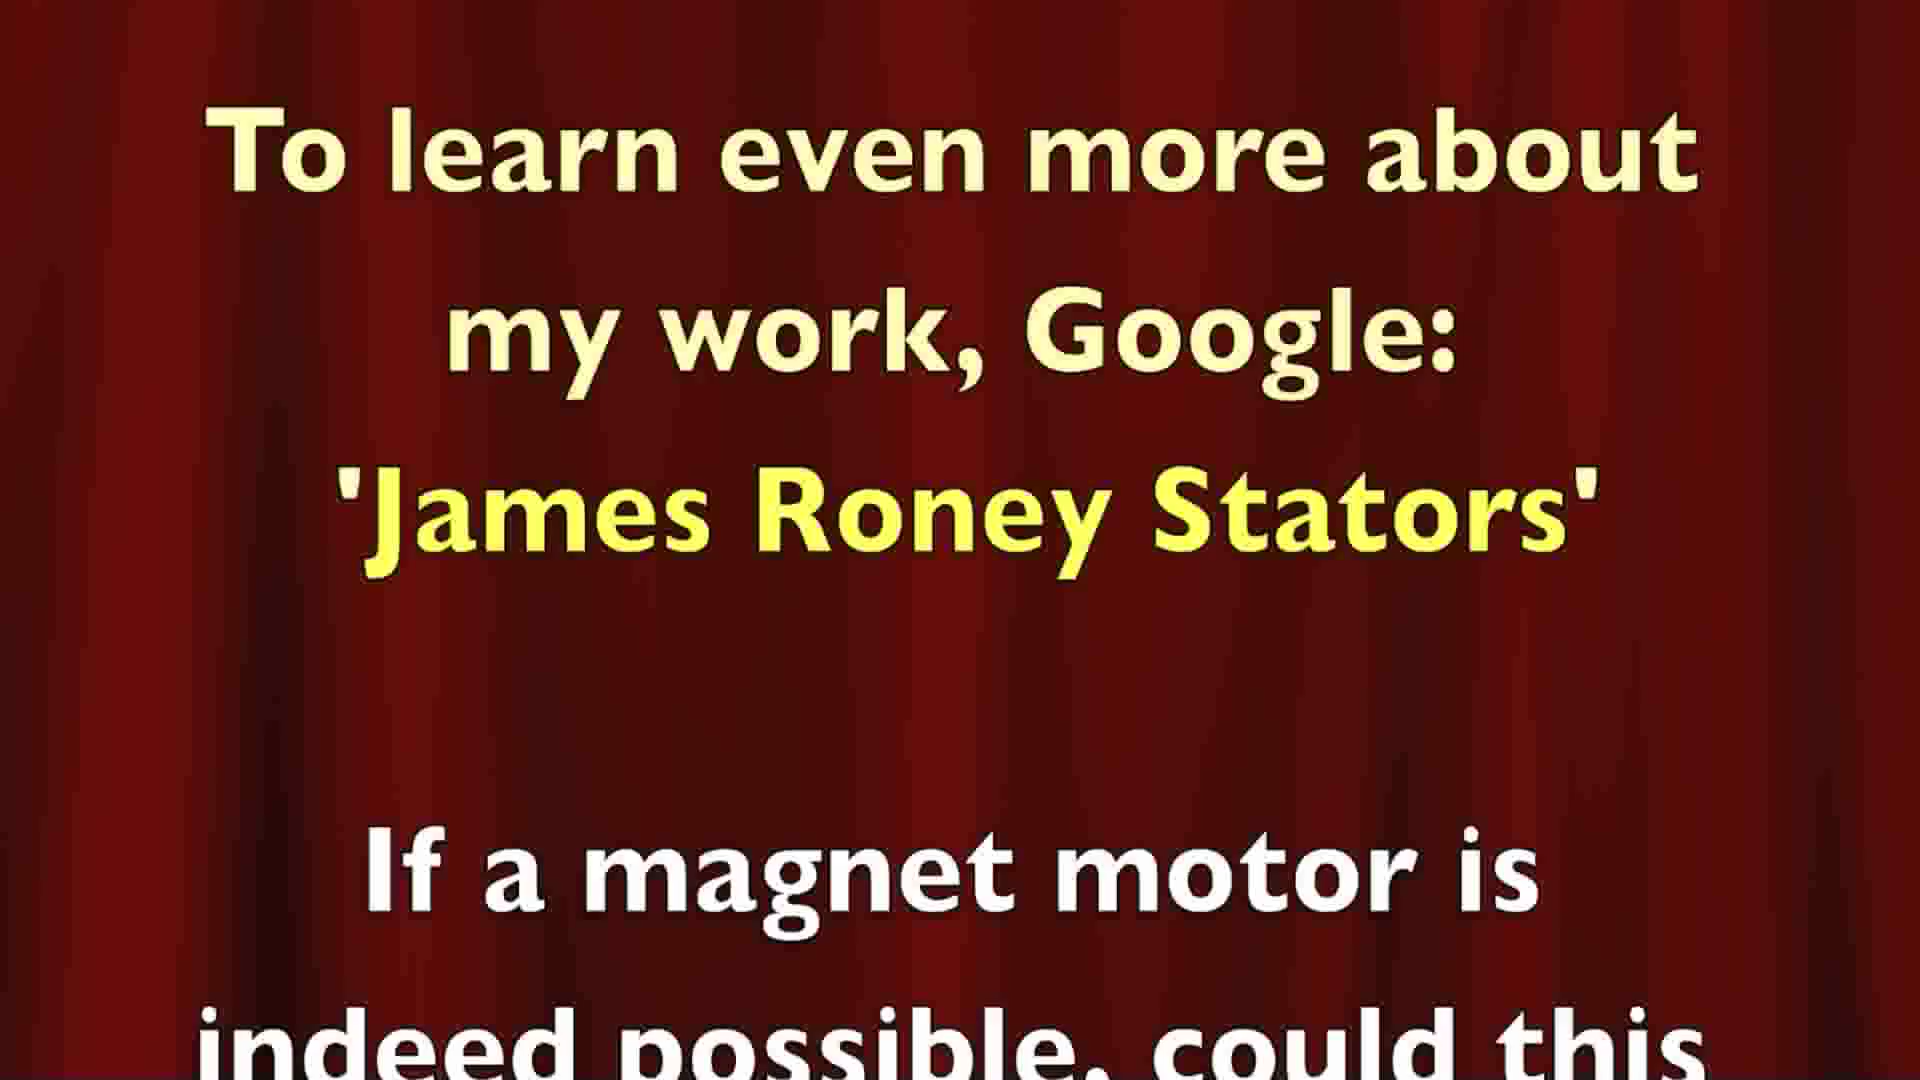 To learn even more about
my work, Google:
'James Roney Stators'
If a magnet motor is
indeed possible, could this